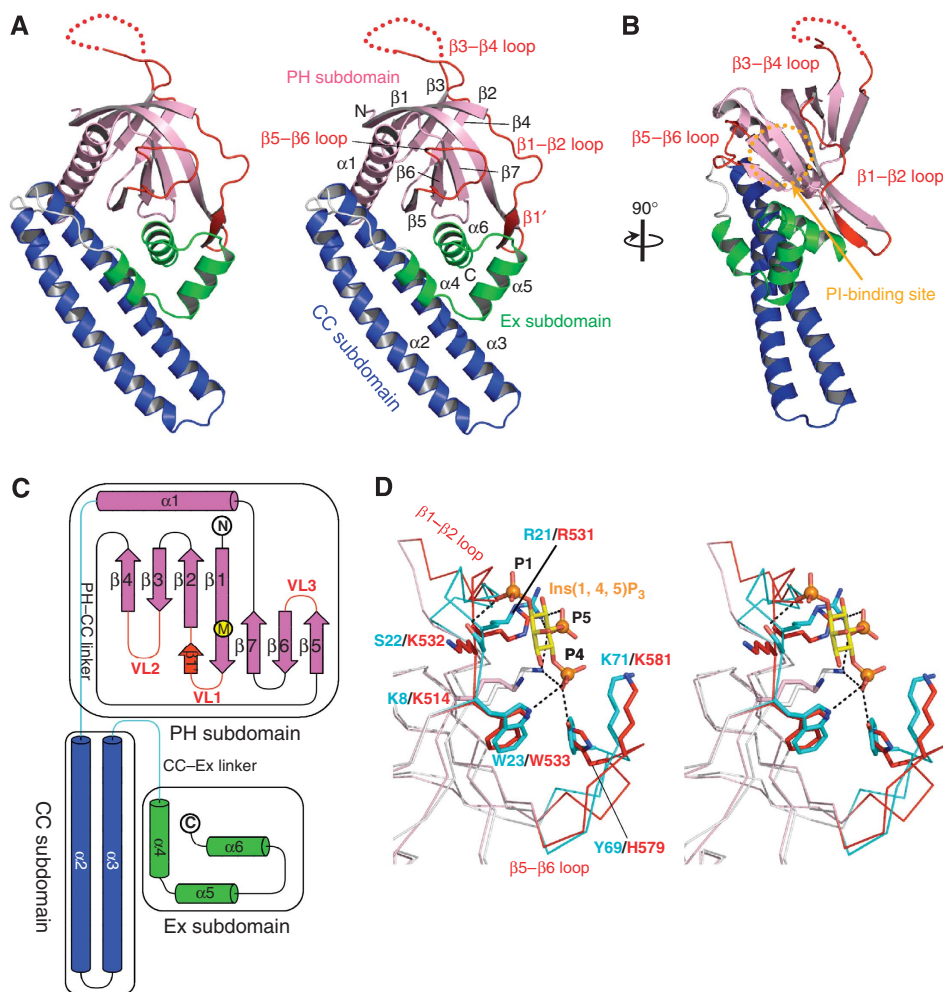 A
β3–β4 loop
PH subdomain
β3
β2
N
β1
β4
β5–β6 loop
β1–β2 loop
α1
β6
β7
β5
α6
β1′
C
α4
α5
Ex subdomain
α2
α3
CC subdomain
B
β3–β4 loop
β5–β6 loop
β1–β2 loop
90°
PI-binding site
C
α1
N
β4
β3
β2
β1
VL3
M
β7
β6
β5
β1′
VL2
VL1
PH–CC linker
PH subdomain
CC–Ex linker
CC subdomain
α2
α3
C
α4
α6
α5
Ex subdomain
D
β1–β2 loop
R21/R531
P1
Ins(1, 4, 5)P3
P5
S22/K532
P4
K71/K581
K8/K514
W23/W533
Y69/H579
β5–β6 loop